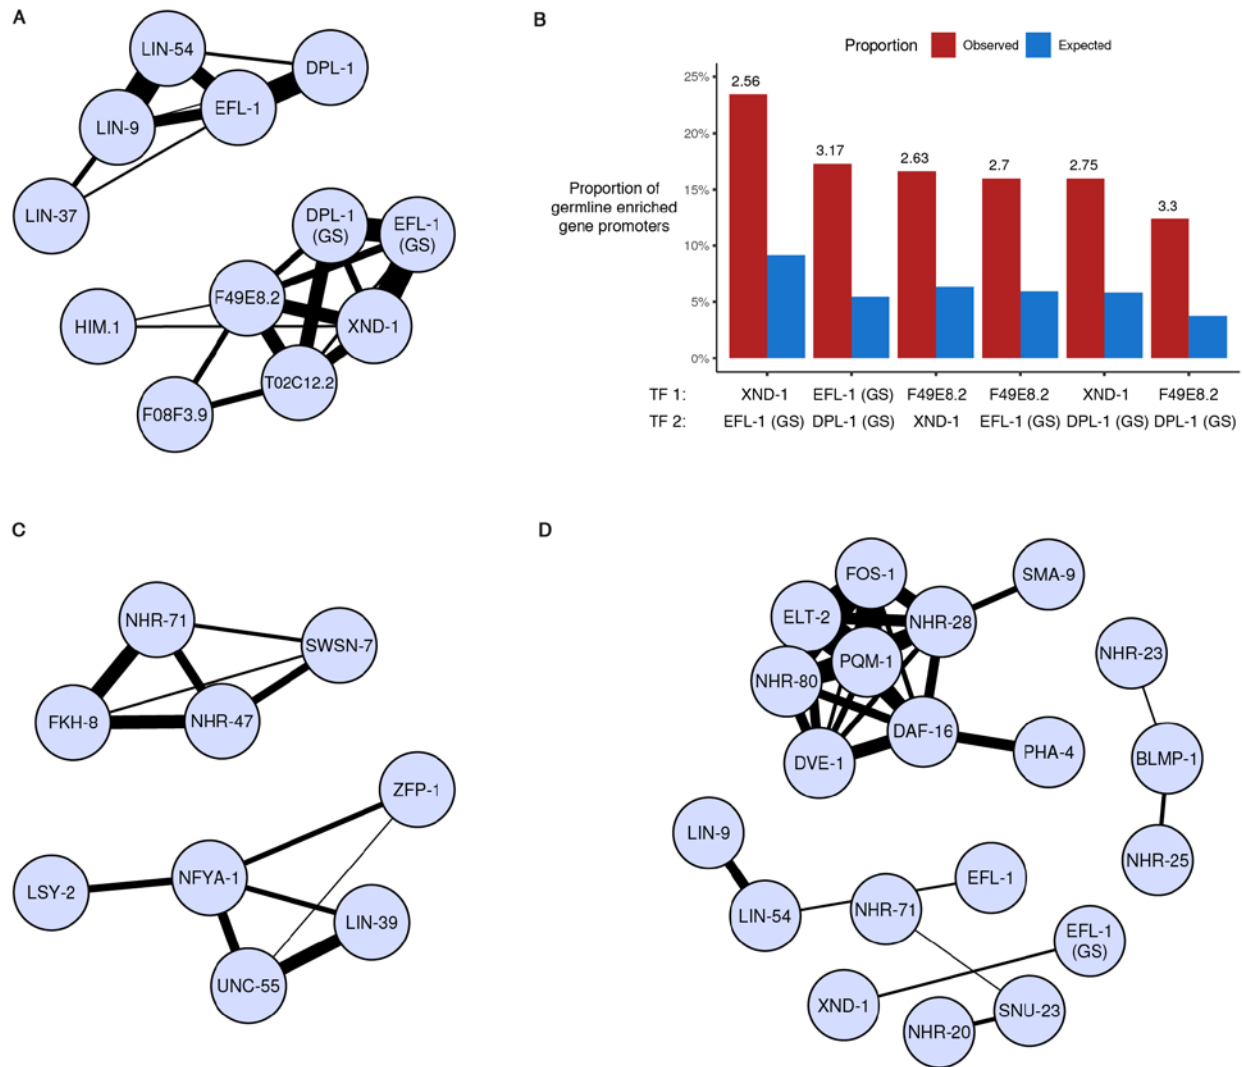 A
LIN-54
DPL-1
EFL-1
LIN-9
LIN-37
DPL-1
(GS)
EFL-1
(GS)
F49E8.2
HIM.1
XND-1
T02C12.2
F08F3.9
B
Proportion
Observed
Expected
25%
20%
15%
10%
5%
0%
Proportion of
germline enriched
gene promoters
2.56
3.17
2.63
2.7
2.75
3.3
TF 1: XND-1 EFL-1 (GS) F49E8.2 F49E8.2 XND-1 F49E8.2
TF 2: EFL-1 (GS) DPL-1 (GS) XND-1 EFL-1 (GS) DPL-1 (GS) DPL-1 (GS)
C
NHR-71
SWSN-7
FKH-8
NHR-47
ZFP-1
NFYA-1
LSY-2
LIN-39
UNC-55
D
FOS-1
SMA-9
ELT-2
NHR-28
PQM-1
NHR-23
NHR-80
DAF-16
DVE-1
PHA-4
BLMP-1
LIN-9
NHR-25
EFL-1
LIN-54
NHR-71
EFL-1
(GS)
XND-1
SNU-23
NHR-20